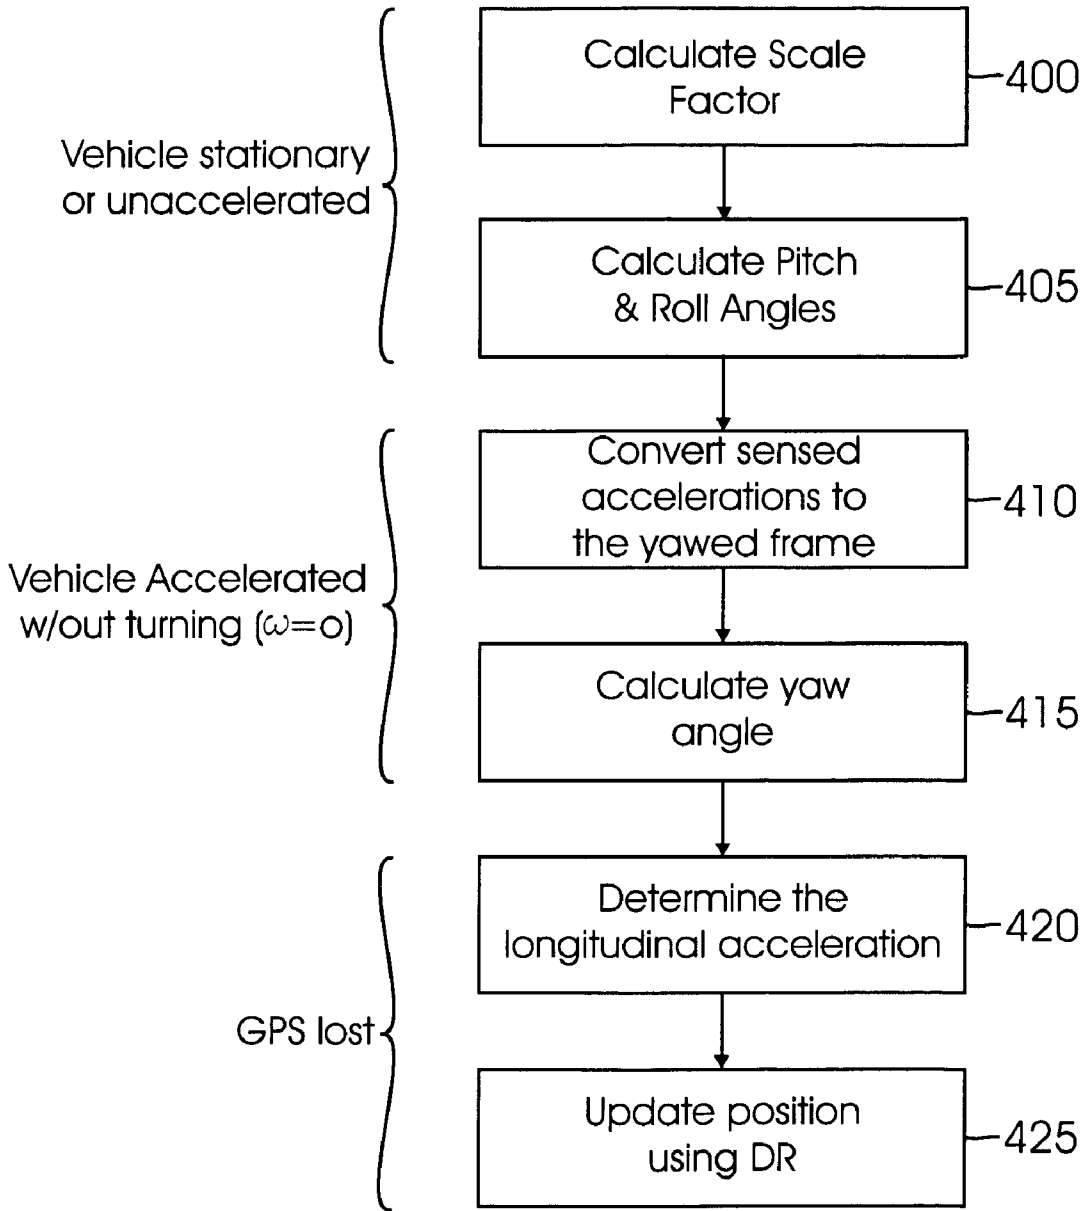 Calculate Scale
Factor
400
Vehicle stationary
or unaccelerated
Calculate Pitch
& Roll Angles
405
Convert sensed
accelerations to
the yawed frame
410
Vehicle Accelerated
w/out turning (ω=o)
Calculate yaw
angle
415
Determine the
longitudinal acceleration
420
GPS lost
Update position
using DR
425